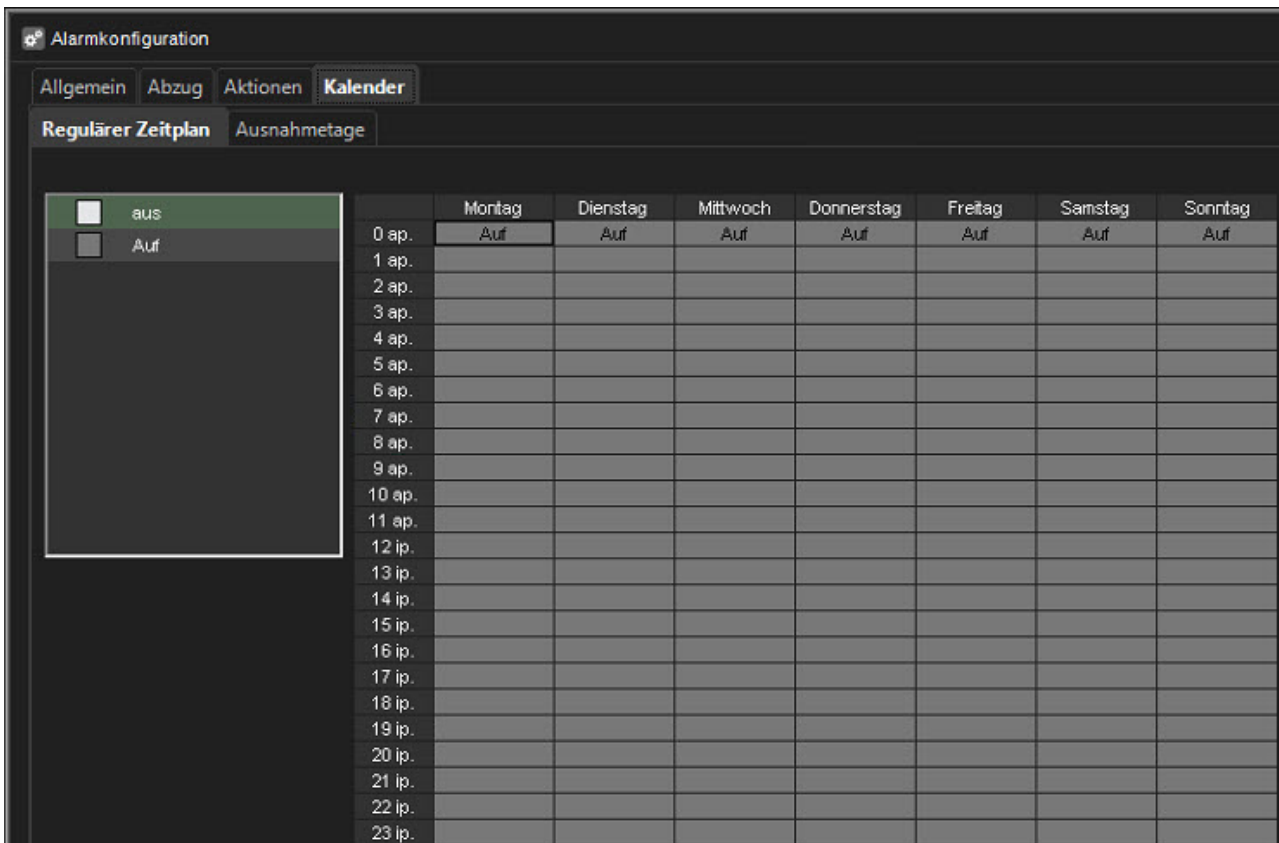 Alarmkonfiguration
Allgemein Abzug Aktionen Kalender
Regulärer Zeitplan Ausnahmetage
aus
Auf
Montag Dienstag Mittwoch Donnerstag Freitag Samstag Sonntag
0 ap. Auf Auf Auf Auf Auf Auf Auf
1 ap.
2 ap.
3 ap.
4 ap.
5 ap.
6 ap.
7 ap.
8 ap.
9 ap.
10 ap.
11 ap.
12 ip.
13 ip.
14 ip.
15 ip.
16 ip.
17 ip.
18 ip.
19 ip.
20 ip.
21 ip.
22 ip.
23 ip.